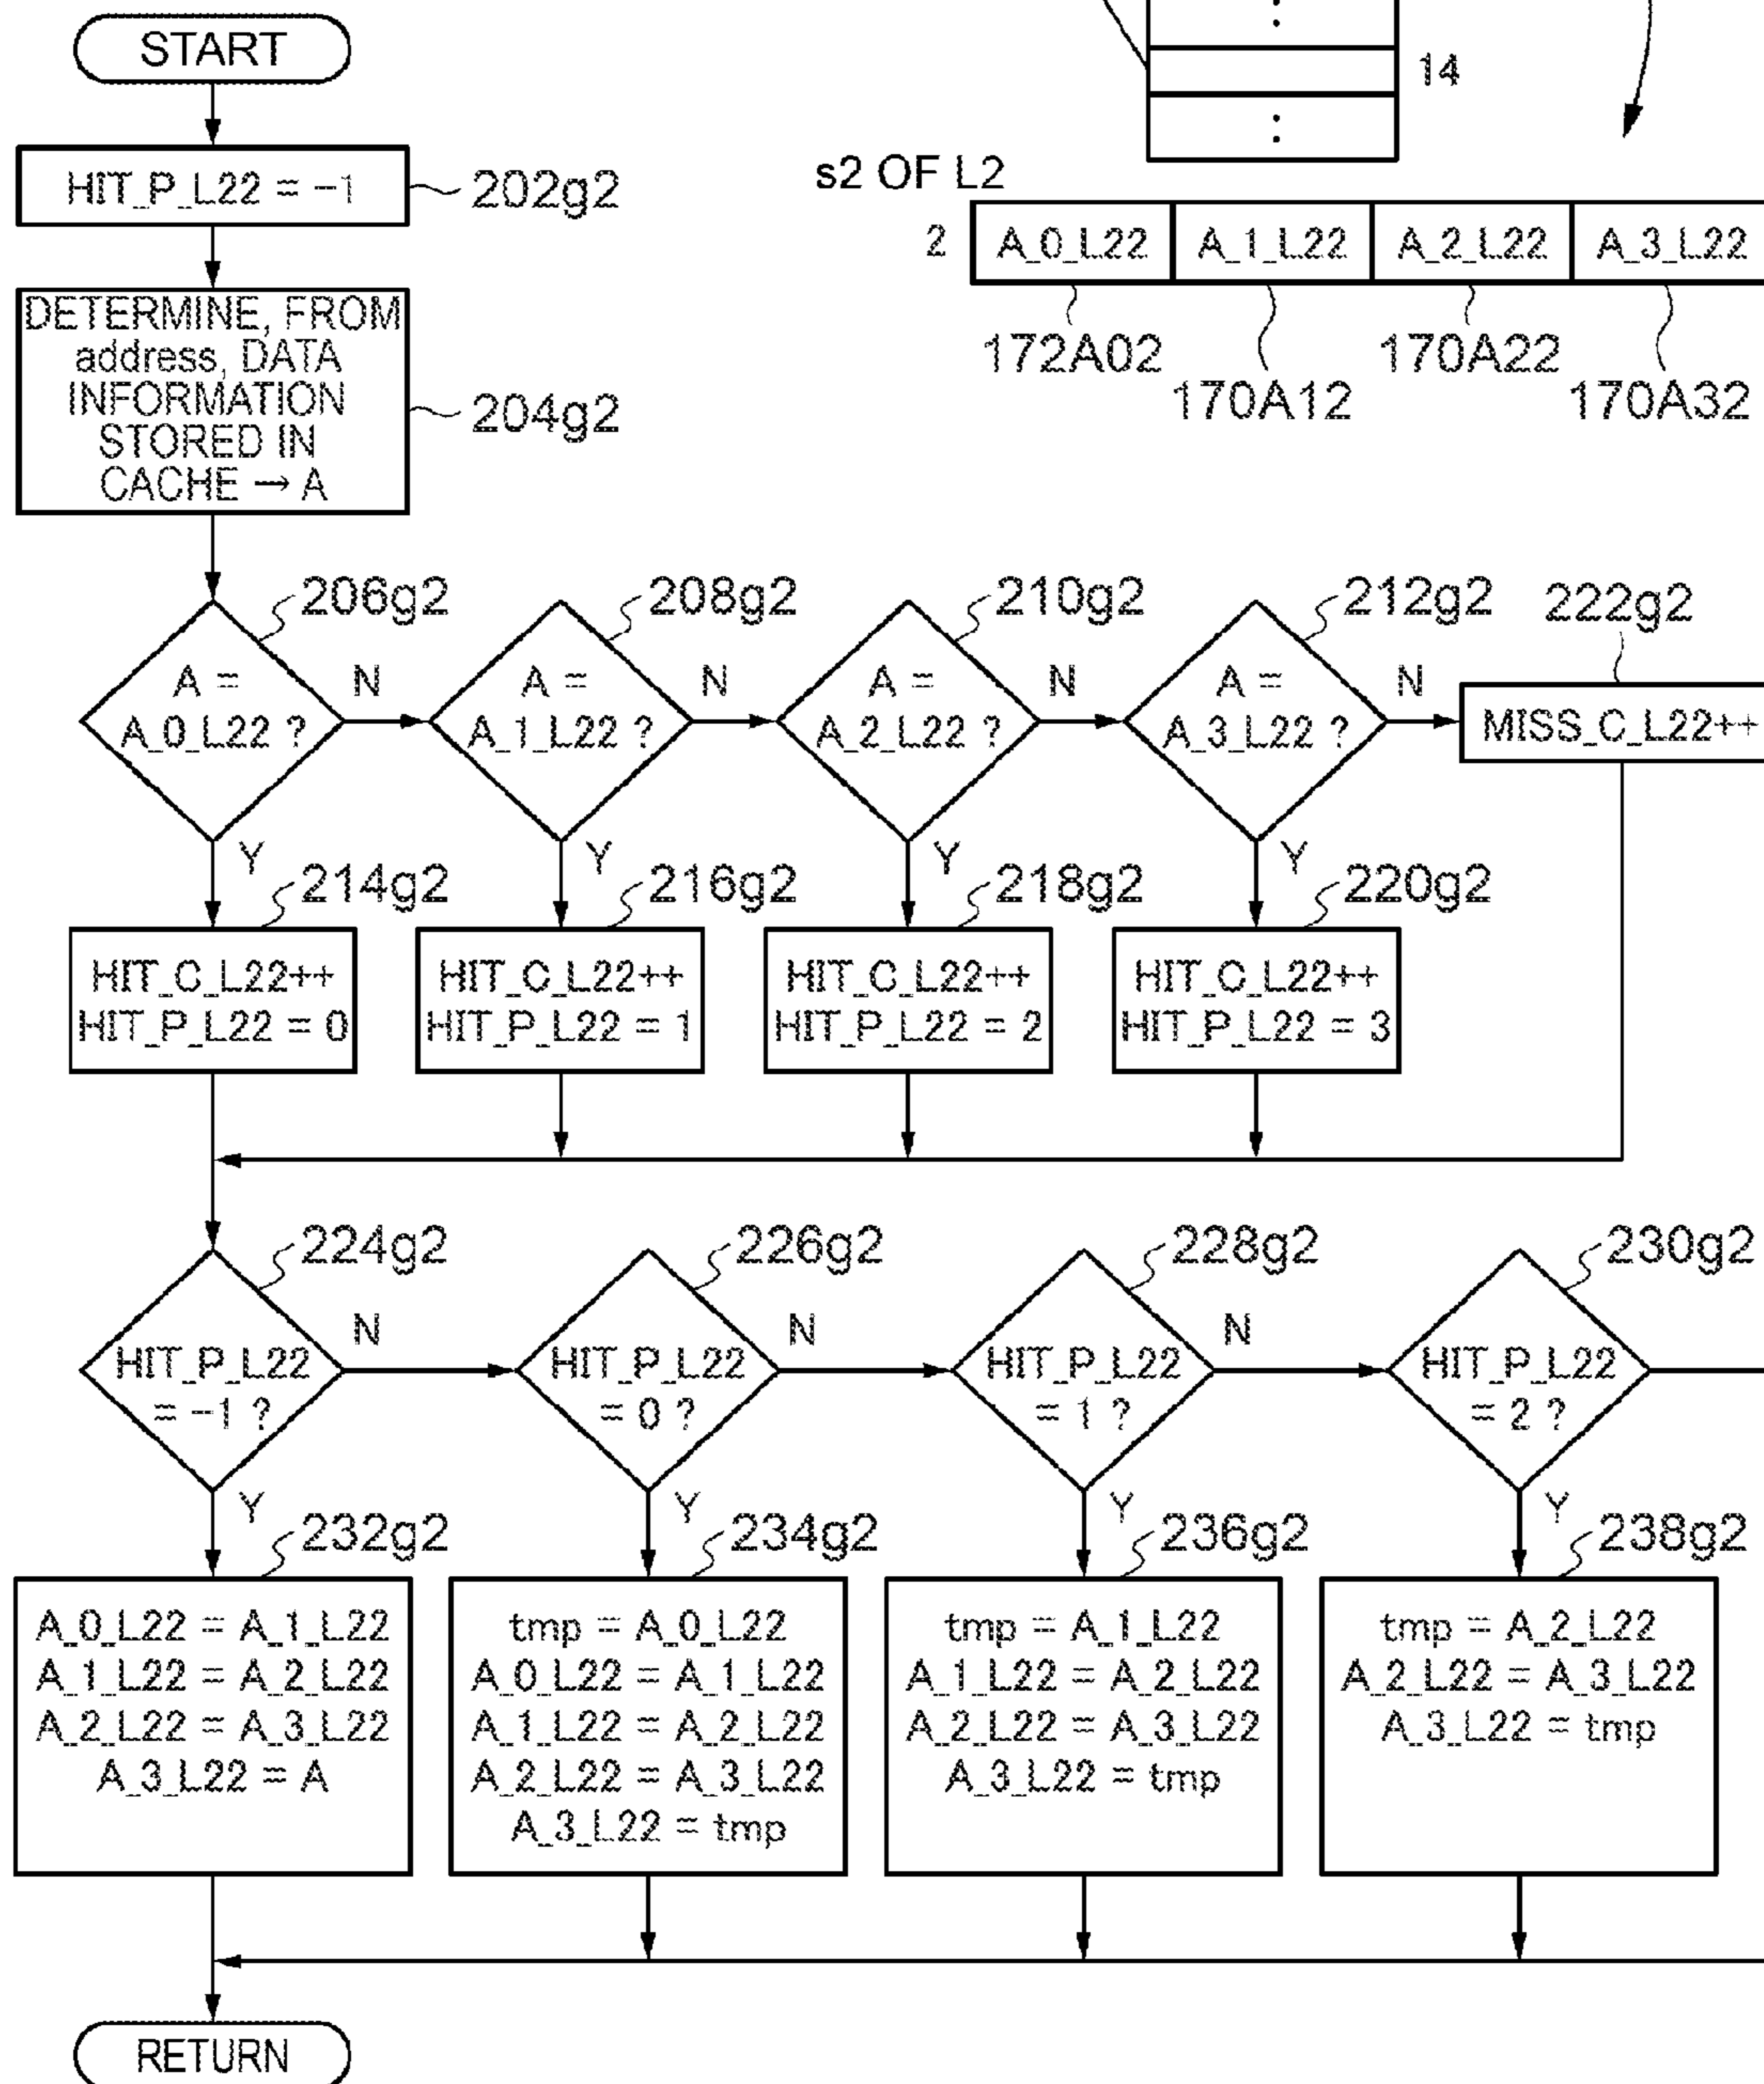 START
HIT_P_L22 = -1
202g2
DETERMINE, FROM
address, DATA
INFORMATION
STORED IN
CACHE → A
204g2
14
s2 OF L2
2
A_0_L22
A_1_L22
A_2_L22
A_3_L22
172A02
170A12
170A22
170A32
206g2
A =
A_0_L22 ?
N
Y
208g2
A =
A_1_L22 ?
N
Y
210g2
A =
A_2_L22 ?
N
Y
212g2
A =
A_3_L22 ?
N
Y
222g2
MISS_C_L22++
214g2
HIT_C_L22++
HIT_P_L22 = 0
216g2
HIT_C_L22++
HIT_P_L22 = 1
218g2
HIT_C_L22++
HIT_P_L22 = 2
220g2
HIT_C_L22++
HIT_P_L22 = 3
224g2
HIT_P_L22
= -1 ?
N
Y
226g2
HIT_P_L22
= 0 ?
N
Y
228g2
HIT_P_L22
= 1 ?
N
Y
230g2
HIT_P_L22
= 2 ?
Y
232g2
A_0_L22 = A_1_L22
A_1_L22 = A_2_L22
A_2_L22 = A_3_L22
A_3_L22 = A
234g2
tmp = A_0_L22
A_0_L22 = A_1_L22
A_1_L22 = A_2_L22
A_2_L22 = A_3_L22
A_3_L22 = tmp
236g2
tmp = A_1_L22
A_1_L22 = A_2_L22
A_2_L22 = A_3_L22
A_3_L22 = tmp
238g2
tmp = A_2_L22
A_2_L22 = A_3_L22
A_3_L22 = tmp
RETURN